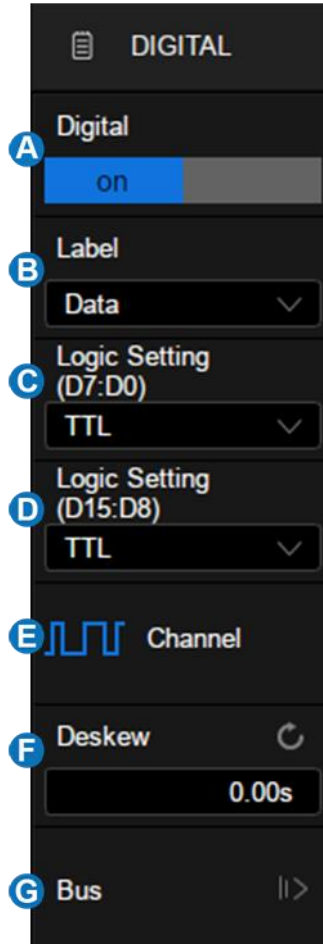 DIGITAL
A
Digital
on
B
Label
Data
C
Logic Setting
(D7:D0)
TTL
D
Logic Setting
(D15:D8)
TTL
E
Channel
F
Deskew
0.00s
G
Bus